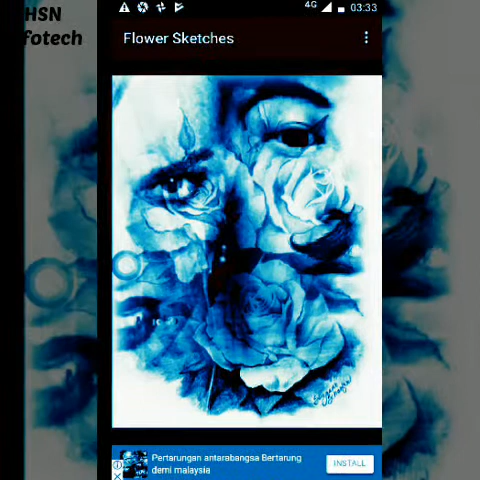 HSN
fotech
4G 03:33
Flower Sketches
Pertarungan antarabangsa Bertarung
demi malaysia
INSTALL